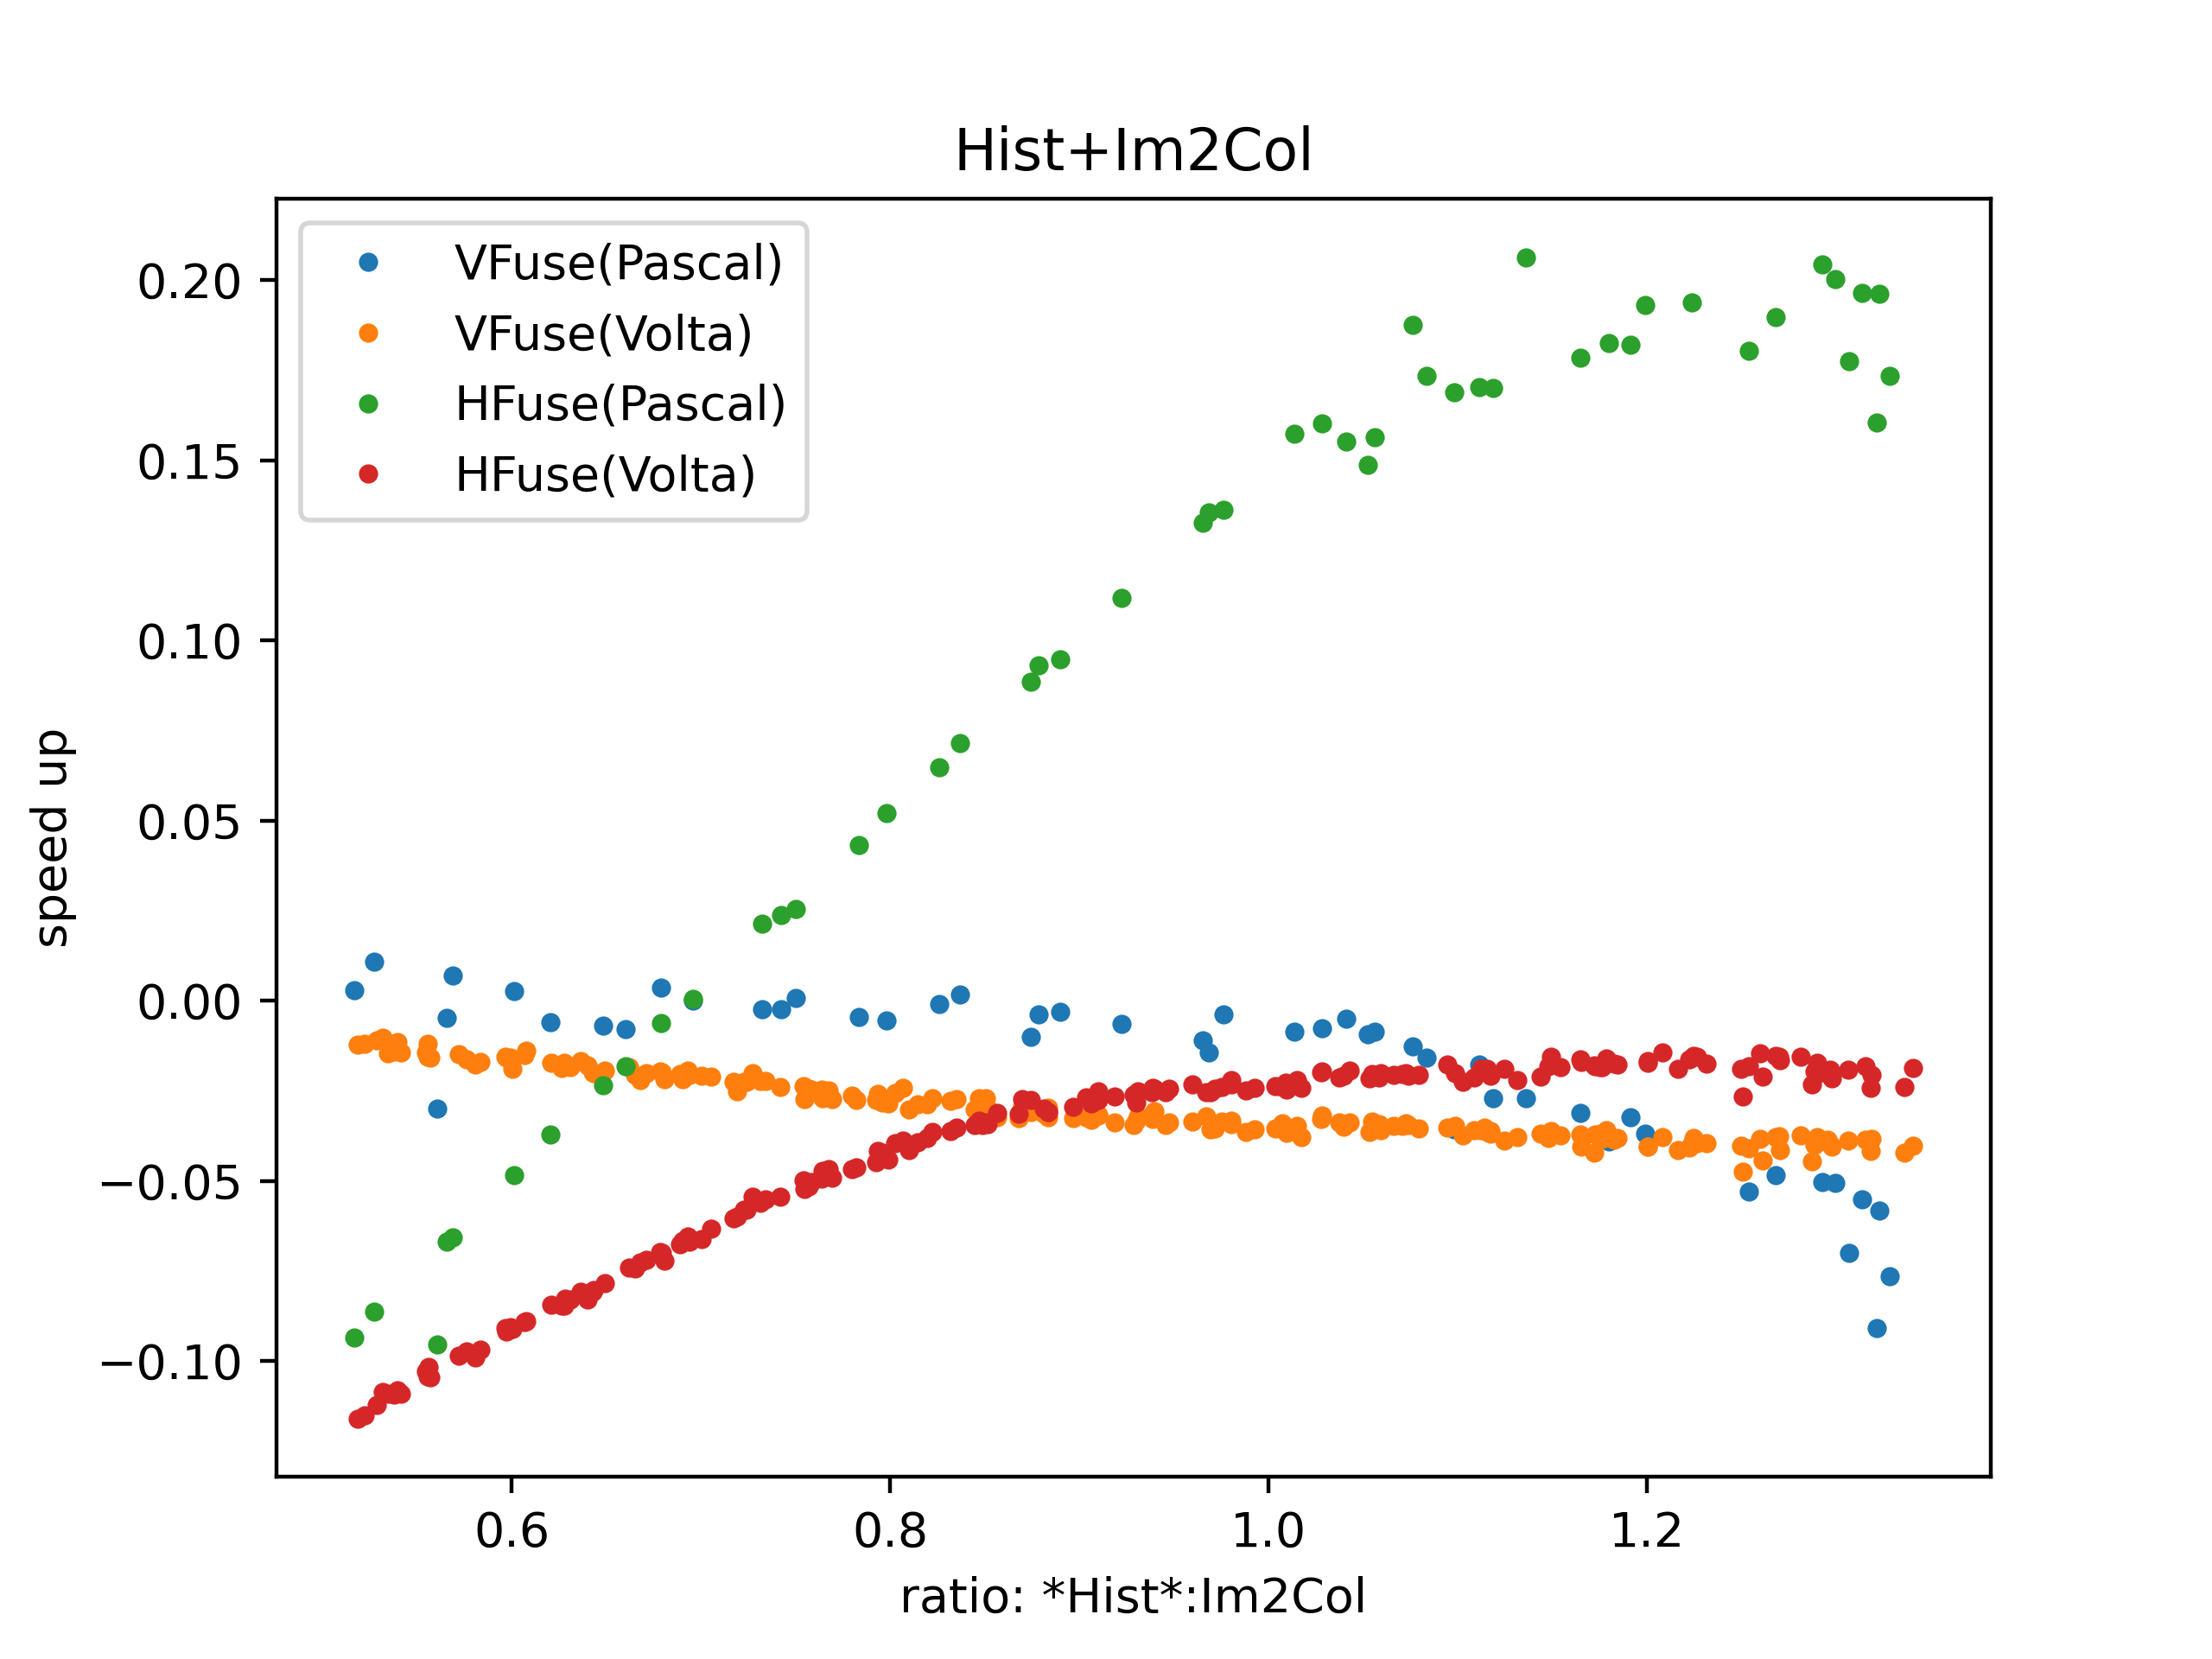 Hist+Im2Col
VFuse(Pascal)
VFuse(Volta)
HFuse(Pascal)
HFuse(Volta)
0.20
0.15
0.10
0.05
0.00
−0.05
−0.10
speed up
0.6 0.8 1.0 1.2
ratio: *Hist*:Im2Col